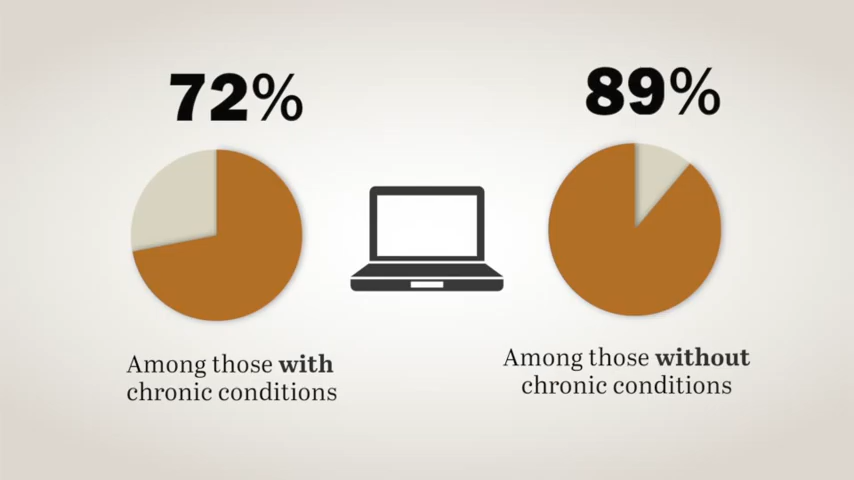 72%
Among those with
chronic conditions
89%
Among those without
chronic conditions